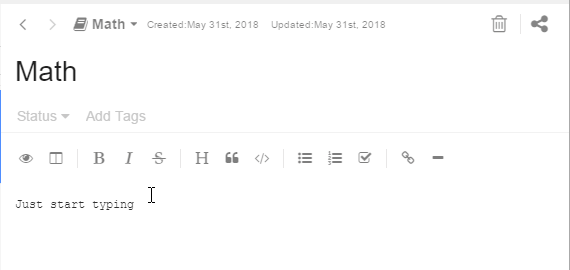 Math Created:May 31st, 2018 Updated:May 31st, 2018
Math
Status Add Tags
B I S H </>
Just start typing